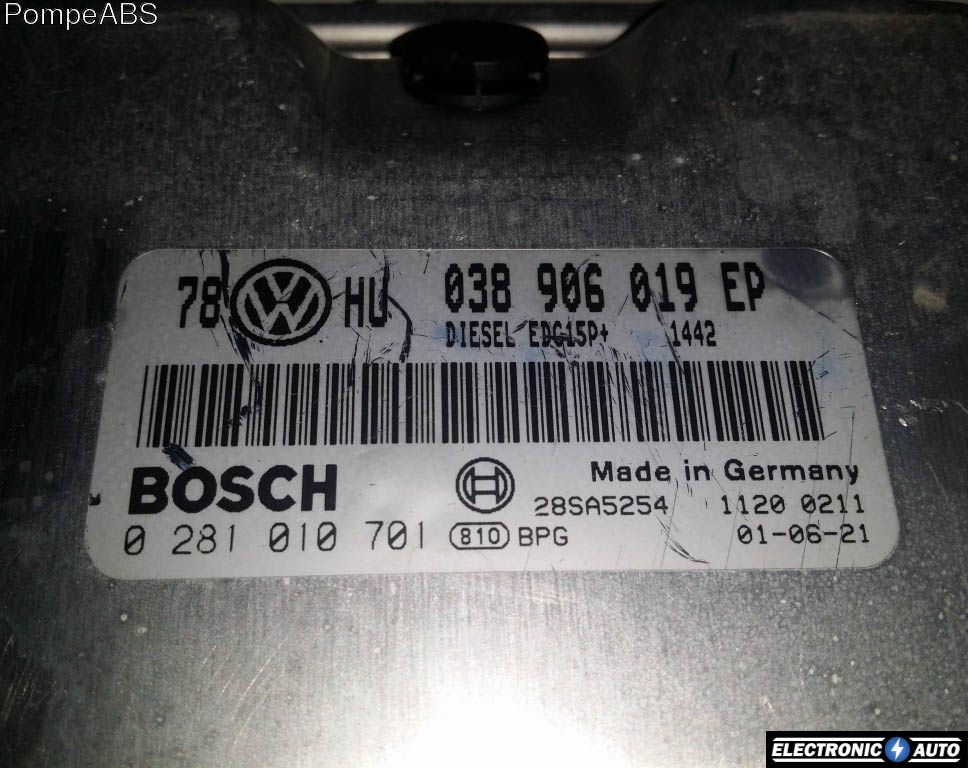 PompeABS
78 HU 038 906 019 EP
DIESEL EDG15P+ 1442
BOSCH Made in Germany
28SA5254 1120 0211
0 281 010 701 810 BPG 01-06-21
ELECTRONIC AUTO